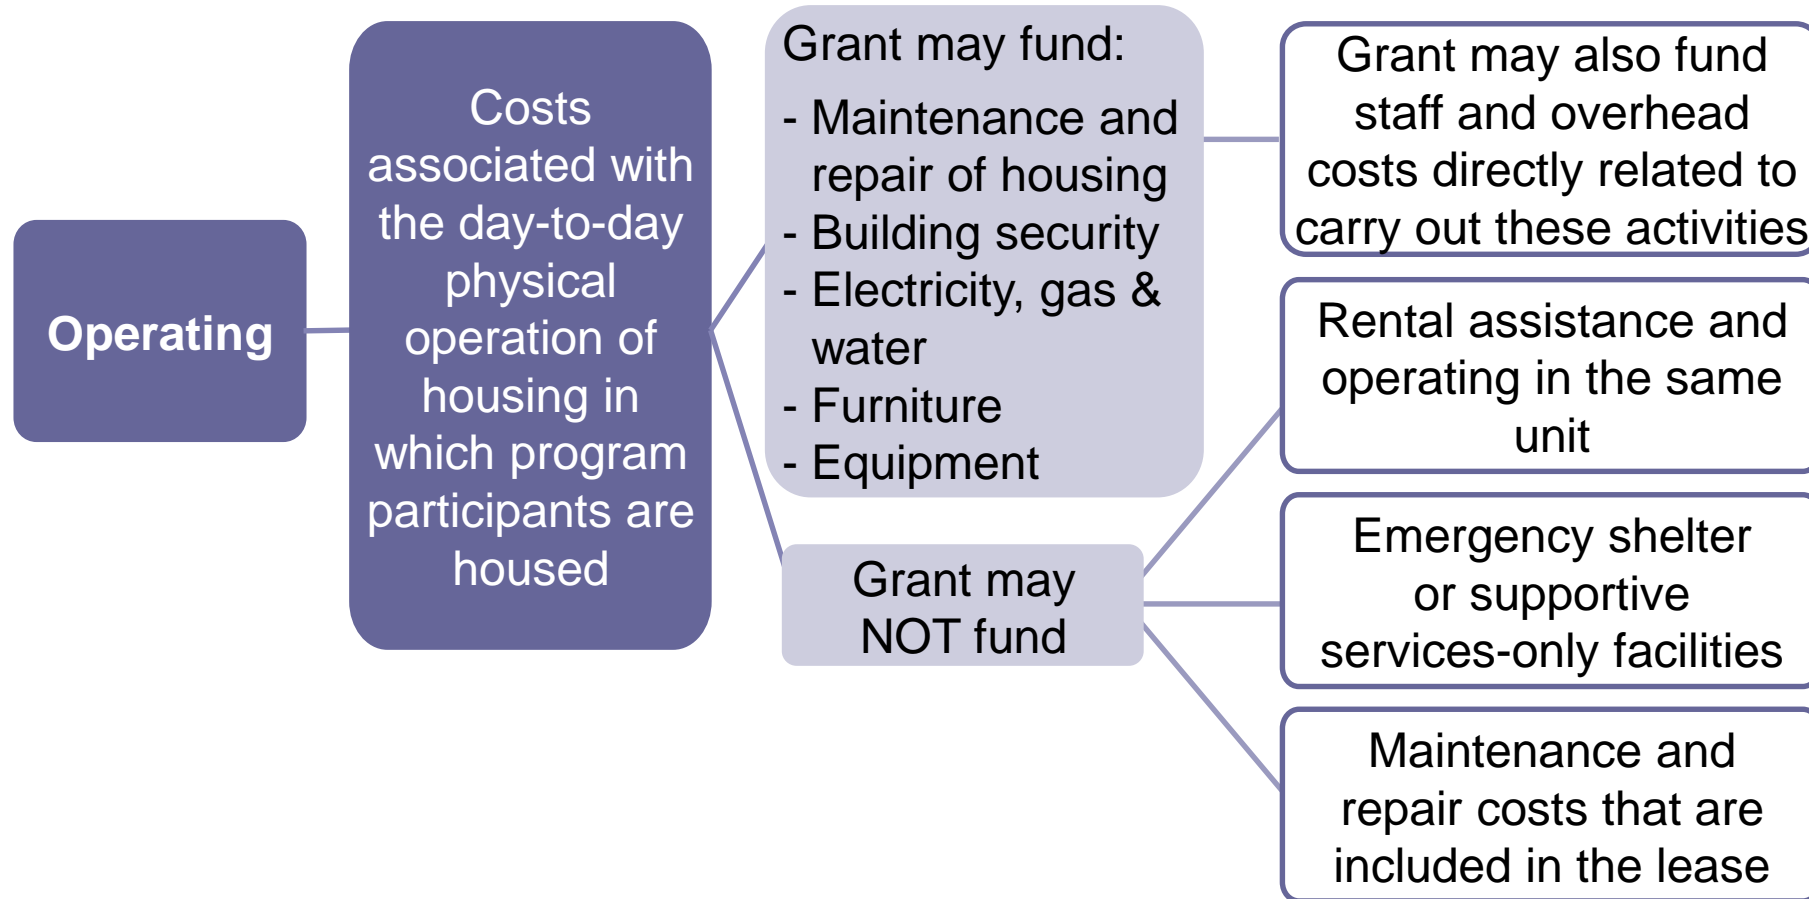 Operating
Costs
associated with
the day-to-day
physical
operation of
housing in
which program
participants are
housed
Grant may fund:
- Maintenance and
repair of housing
- Building security
- Electricity, gas &
water
- Furniture
- Equipment
Grant may
NOT fund
Grant may also fund
staff and overhead
costs directly related to
carry out these activities
Rental assistance and
operating in the same
unit
Emergency shelter
or supportive
services-only facilities
Maintenance and
repair costs that are
included in the lease